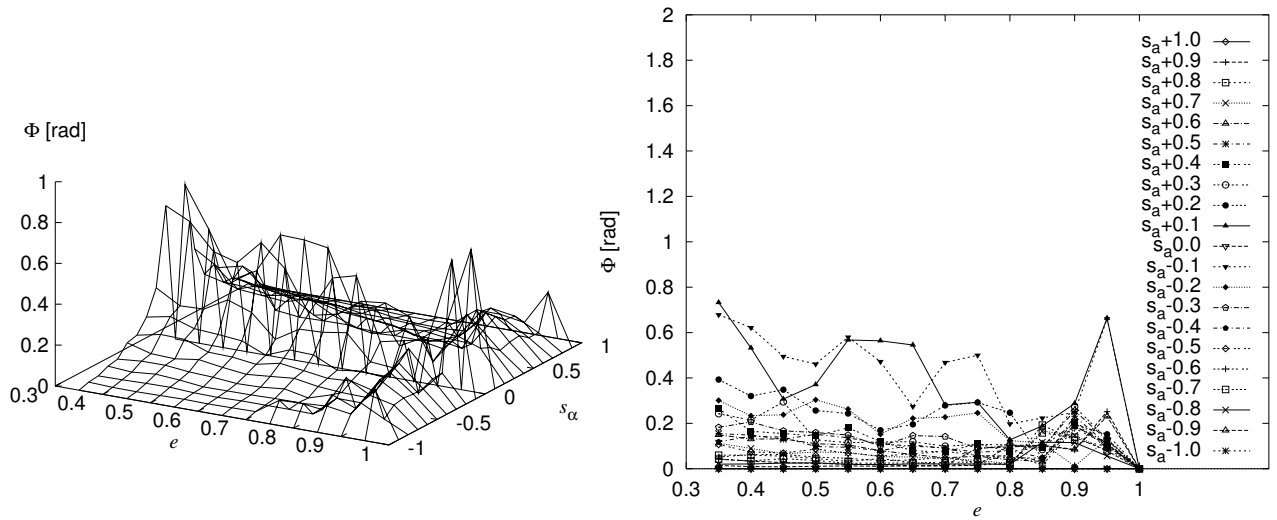 Φ [rad]
1
0.8
0.6
0.4
0.2
0
0.3
0.4
0.5
0.6
0.7
0.8
0.9
1
e
-1
-0.5
0
0.5
1
s_α
2
1.8
1.6
1.4
1.2
1
0.8
0.6
0.4
0.2
0
Φ [rad]
0.3 0.4 0.5 0.6 0.7 0.8 0.9 1
e
s_a+1.0
s_a+0.9
s_a+0.8
s_a+0.7
s_a+0.6
s_a+0.5
s_a+0.4
s_a+0.3
s_a+0.2
s_a+0.1
s_a0.0
s_a-0.1
s_a-0.2
s_a-0.3
s_a-0.4
s_a-0.5
s_a-0.6
s_a-0.7
s_a-0.8
s_a-0.9
s_a-1.0